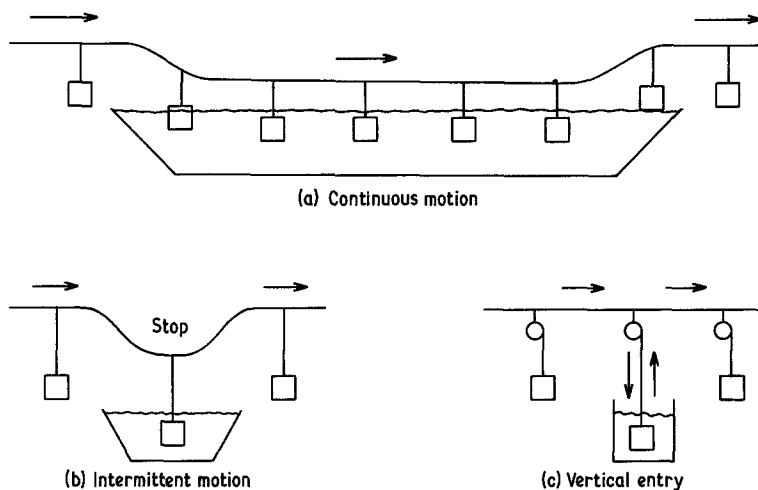 (a) Continuous motion
Stop
(b) Intermittent motion
(c) Vertical entry